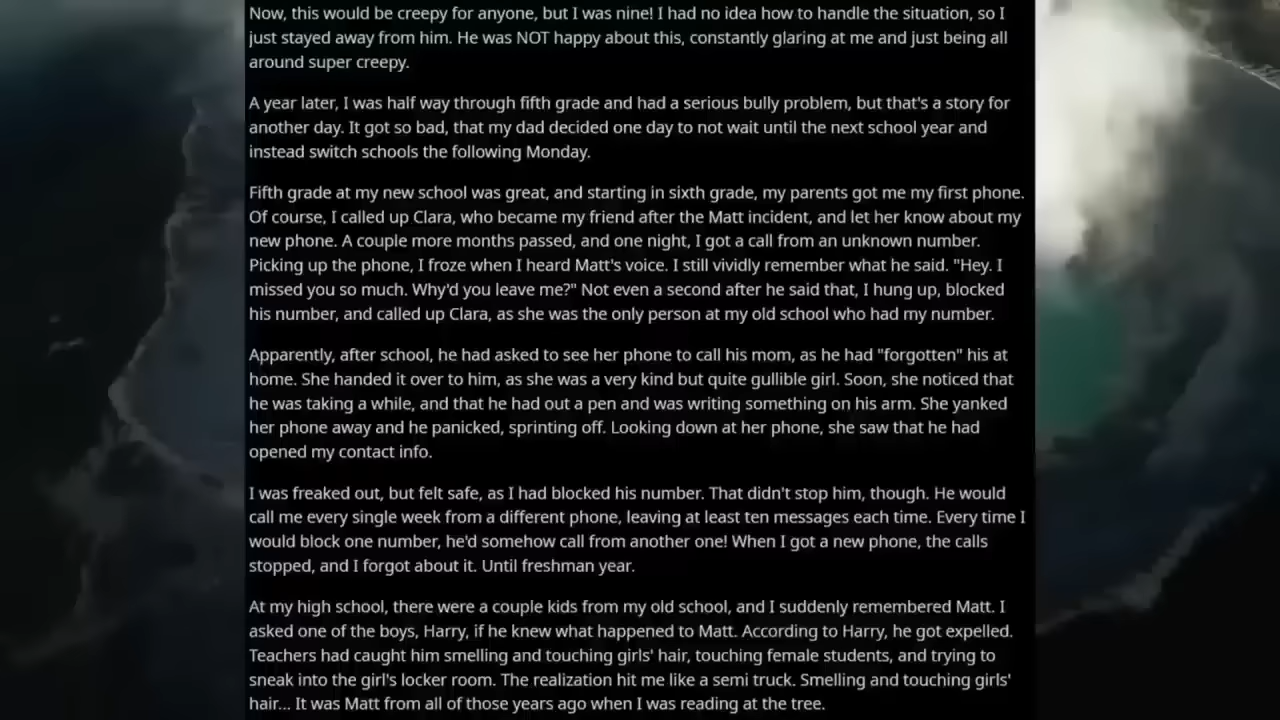 Now, this would be creepy for anyone, but I was nine! I had no idea how to handle the situation, so I
just stayed away from him. He was NOT happy about this, constantly glaring at me and just being all
around super creepy.
A year later, I was half way through fifth grade and had a serious bully problem, but that's a story for
another day. It got so bad, that my dad decided one day to not wait until the next school year and
instead switch schools the following Monday.
Fifth grade at my new school was great, and starting in sixth grade, my parents got me my first phone.
Of course, I called up Clara, who became my friend after the Matt incident, and let her know about my
new phone. A couple more months passed, and one night, I got a call from an unknown number.
Picking up the phone, I froze when I heard Matt's voice. I still vividly remember what he said. "Hey. I
missed you so much. Why'd you leave me?" Not even a second after he said that, I hung up, blocked
his number, and called up Clara, as she was the only person at my old school who had my number.
Apparently, after school, he had asked to see her phone to call his mom, as he had "forgotten" his at
home. She handed it over to him, as she was a very kind but quite gullible girl. Soon, she noticed that
he was taking a while, and that he had out a pen and was writing something on his arm. She yanked
her phone away and he panicked, sprinting off. Looking down at her phone, she saw that he had
opened my contact info.
I was freaked out, but felt safe, as I had blocked his number. That didn't stop him, though. He would
call me every single week from a different phone, leaving at least ten messages each time. Every time I
would block one number, he'd somehow call from another one! When I got a new phone, the calls
stopped, and I forgot about it. Until freshman year.
At my high school, there were a couple kids from my old school, and I suddenly remembered Matt. I
asked one of the boys, Harry, if he knew what happened to Matt. According to Harry, he got expelled.
Teachers had caught him smelling and touching girls' hair, touching female students, and trying to
sneak into the girl's locker room. The realization hit me like a semi truck. Smelling and touching girls'
hair... It was Matt from all of those years ago when I was reading at the tree.